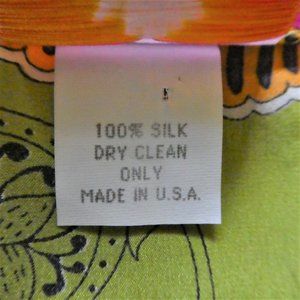 100% SILK
DRY CLEAN
ONLY
MADE IN U.S.A.